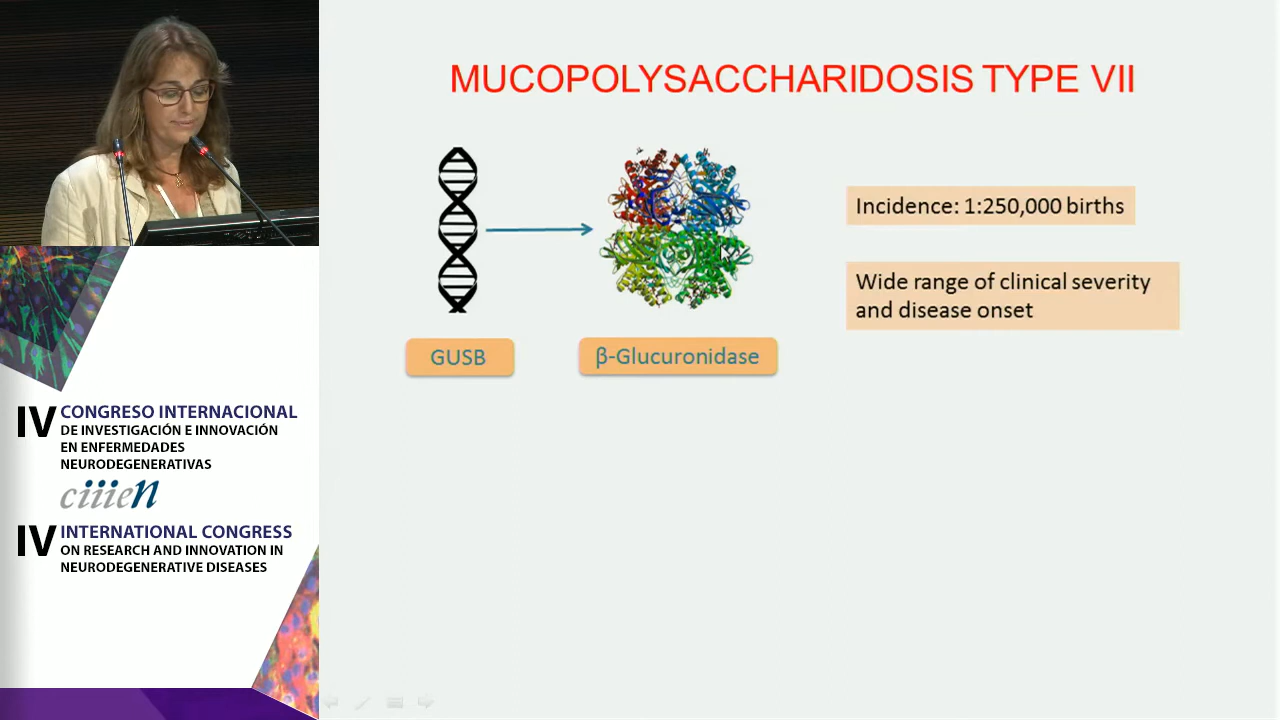 MUCOPOLYSACCHARIDOSIS TYPE VII
Incidence: 1:250,000 births
Wide range of clinical severity
and disease onset
GUSB
β-Glucuronidase
IV CONGRESO INTERNACIONAL
DE INVESTIGACIÓN E INNOVACIÓN
EN ENFERMEDADES
NEURODEGENERATIVAS
ciiien
IV INTERNATIONAL CONGRESS
ON RESEARCH AND INNOVATION IN
NEURODEGENERATIVE DISEASES